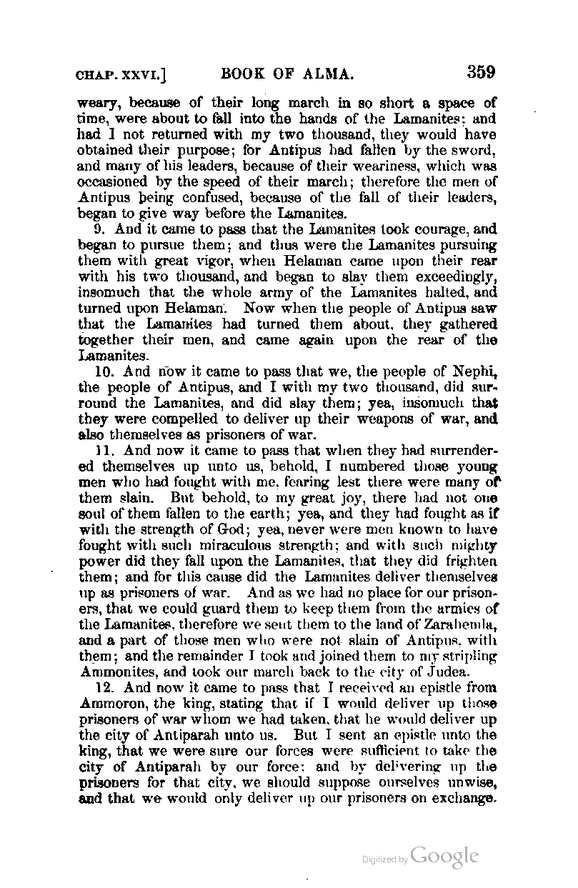 CHAP. XXVI.] BOOK OF ALMA. 359
weary, because of their long march in so short a space of
time, were about to fall into the hands of the Lamanites; and
had I not returned with my two thousand, they would have
obtained their purpose; for Antipus had fallen by the sword,
and many of his leaders, because of their weariness, which was
occasioned by the speed of their march; therefore the men of
Antipus being confused, because of the fall of their leaders,
began to give way before the Lamanites.
9. And it came to pass that the Lamanites took courage, and
began to pursue them; and thus were the Lamanites pursuing
them with great vigor, when Helaman came upon their rear
with his two thousand, and began to slay them exceedingly,
insomuch that the whole army of the Lamanites halted, and
turned upon Helaman. Now when the people of Antipus saw
that the Lamanites had turned them about, they gathered
together their men, and came again upon the rear of the
Lamanites.
10. And now it came to pass that we, the people of Nephi,
the people of Antipus, and I with my two thousand, did sur-
round the Lamanites, and did slay them; yea, insomuch that
they were compelled to deliver up their weapons of war, and
also themselves as prisoners of war.
11. And now it came to pass that when they had surrender-
ed themselves up unto us, behold, I numbered those young
men who had fought with me, fearing lest there were many of
them slain. But behold, to my great joy, there had not one
soul of them fallen to the earth; yea, and they had fought as if
with the strength of God; yea, never were men known to have
fought with such miraculous strength; and with such mighty
power did they fall upon the Lamanites, that they did frighten
them; and for this cause did the Lamanites deliver themselves
up as prisoners of war. And as we had no place for our prison-
ers, that we could guard them to keep them from the armies of
the Lamanites, therefore we sent them to the land of Zarahemla,
and a part of those men who were not slain of Antipus, with
them; and the remainder I took and joined them to my stripling
Ammonites, and took our march back to the city of Judea.
12. And now it came to pass that I received an epistle from
Ammoron, the king, stating that if I would deliver up those
prisoners of war whom we had taken, that he would deliver up
the city of Antiparah unto us. But I sent an epistle unto the
king, that we were sure our forces were sufficient to take the
city of Antiparah by our force; and by delivering up the
prisoners for that city, we should suppose ourselves unwise,
and that we would only deliver up our prisoners on exchange.
Digitized by Google